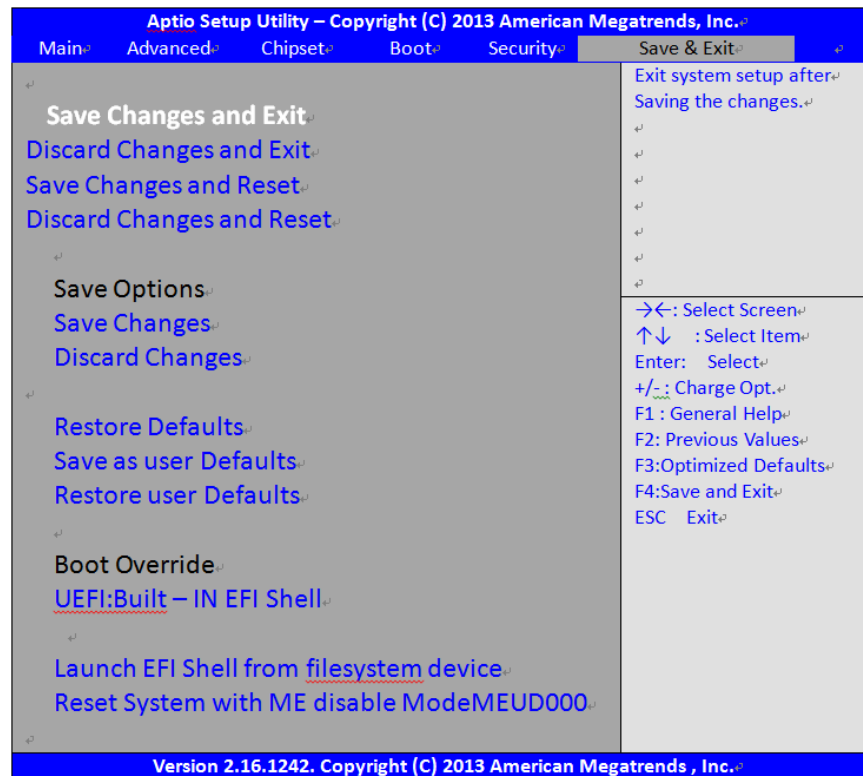 Aptio Setup Utility – Copyright (C) 2013 American Megatrends, Inc.
Main Advanced Chipset Boot Security Save & Exit
Save Changes and Exit
Discard Changes and Exit
Save Changes and Reset
Discard Changes and Reset
Save Options
Save Changes
Discard Changes
Restore Defaults
Save as user Defaults
Restore user Defaults
Boot Override
UEFI:Built – IN EFI Shell
Launch EFI Shell from filesystem device
Reset System with ME disable ModeMEUD000
Exit system setup after
Saving the changes.
→←: Select Screen
↑↓ : Select Item
Enter: Select
+/- : Charge Opt.
F1 : General Help
F2: Previous Values
F3:Optimized Defaults
F4:Save and Exit
ESC Exit
Version 2.16.1242. Copyright (C) 2013 American Megatrends , Inc.